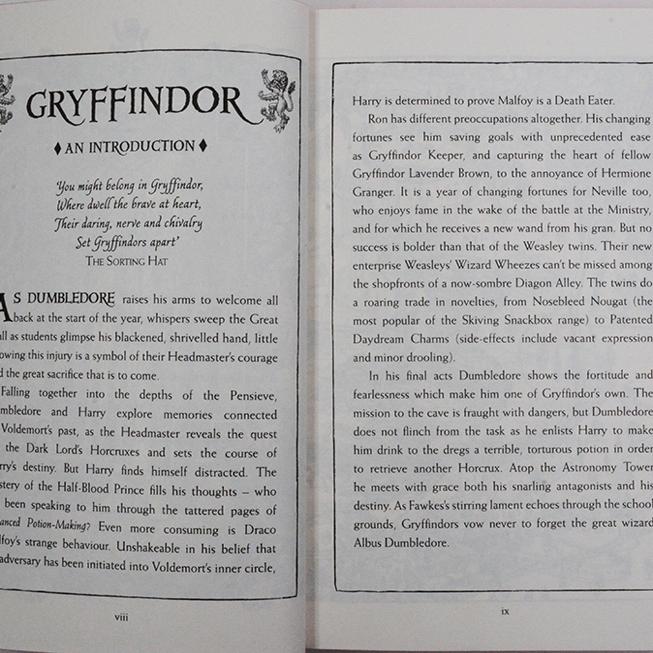 GRYFFINDOR
AN INTRODUCTION
'You might belong in Gryffindor,
Where dwell the brave at heart,
Their daring, nerve and chivalry
Set Gryffindors apart'
THE SORTING HAT
AS DUMBLEDORE raises his arms to welcome all
back at the start of the year, whispers sweep the Great
as students glimpse his blackened, shrivelled hand, little
this injury is a symbol of their Headmaster's courage
the great sacrifice that is to come.
Falling together into the depths of the Pensieve,
and Harry explore memories connected
Voldemort's past, as the Headmaster reveals the quest
the Dark Lord's Horcruxes and sets the course of
destiny. But Harry finds himself distracted. The
of the Half-Blood Prince fills his thoughts – who
been speaking to him through the tattered pages of
Potion-Making? Even more consuming is Draco
strange behaviour. Unshakeable in his belief that
adversary has been initiated into Voldemort's inner circle,
viii
Harry is determined to prove Malfoy is a Death Eater.
Ron has different preoccupations altogether. His changing
fortunes see him saving goals with unprecedented ease
as Gryffindor Keeper, and capturing the heart of fellow
Gryffindor Lavender Brown, to the annoyance of Hermione
Granger. It is a year of changing fortunes for Neville too,
who enjoys fame in the wake of the battle at the Ministry,
and for which he receives a new wand from his gran. But no
success is bolder than that of the Weasley twins. Their new
enterprise Weasleys' Wizard Wheezes can't be missed among
the shopfronts of a now-sombre Diagon Alley. The twins do
a roaring trade in novelties, from Nosebleed Nougat (the
most popular of the Skiving Snackbox range) to Patented
Daydream Charms (side-effects include vacant expression
and minor drooling).
In his final acts Dumbledore shows the fortitude and
fearlessness which make him one of Gryffindor's own. The
mission to the cave is fraught with dangers, but Dumbledore
does not flinch from the task as he enlists Harry to make
him drink to the dregs a terrible, torturous potion in order
to retrieve another Horcrux. Atop the Astronomy Tower
he meets with grace both his snarling antagonists and his
destiny. As Fawkes's stirring lament echoes through the school
grounds, Gryffindors vow never to forget the great wizard
Albus Dumbledore.
ix